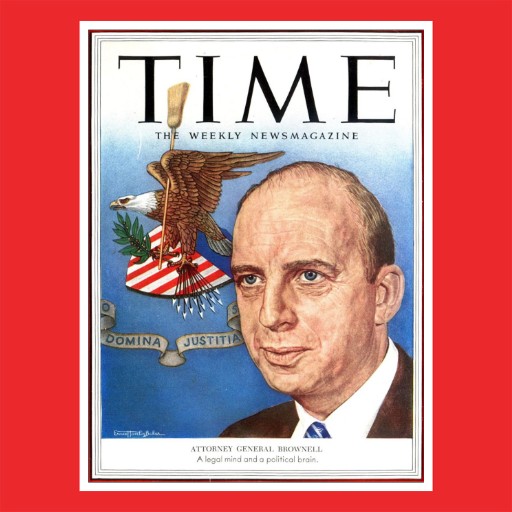 TIME
THE WEEKLY NEWSMAGAZINE
DOMINA JUSTITIA S
ATTORNEY GENERAL BROWNELL
A legal mind and a political brain.